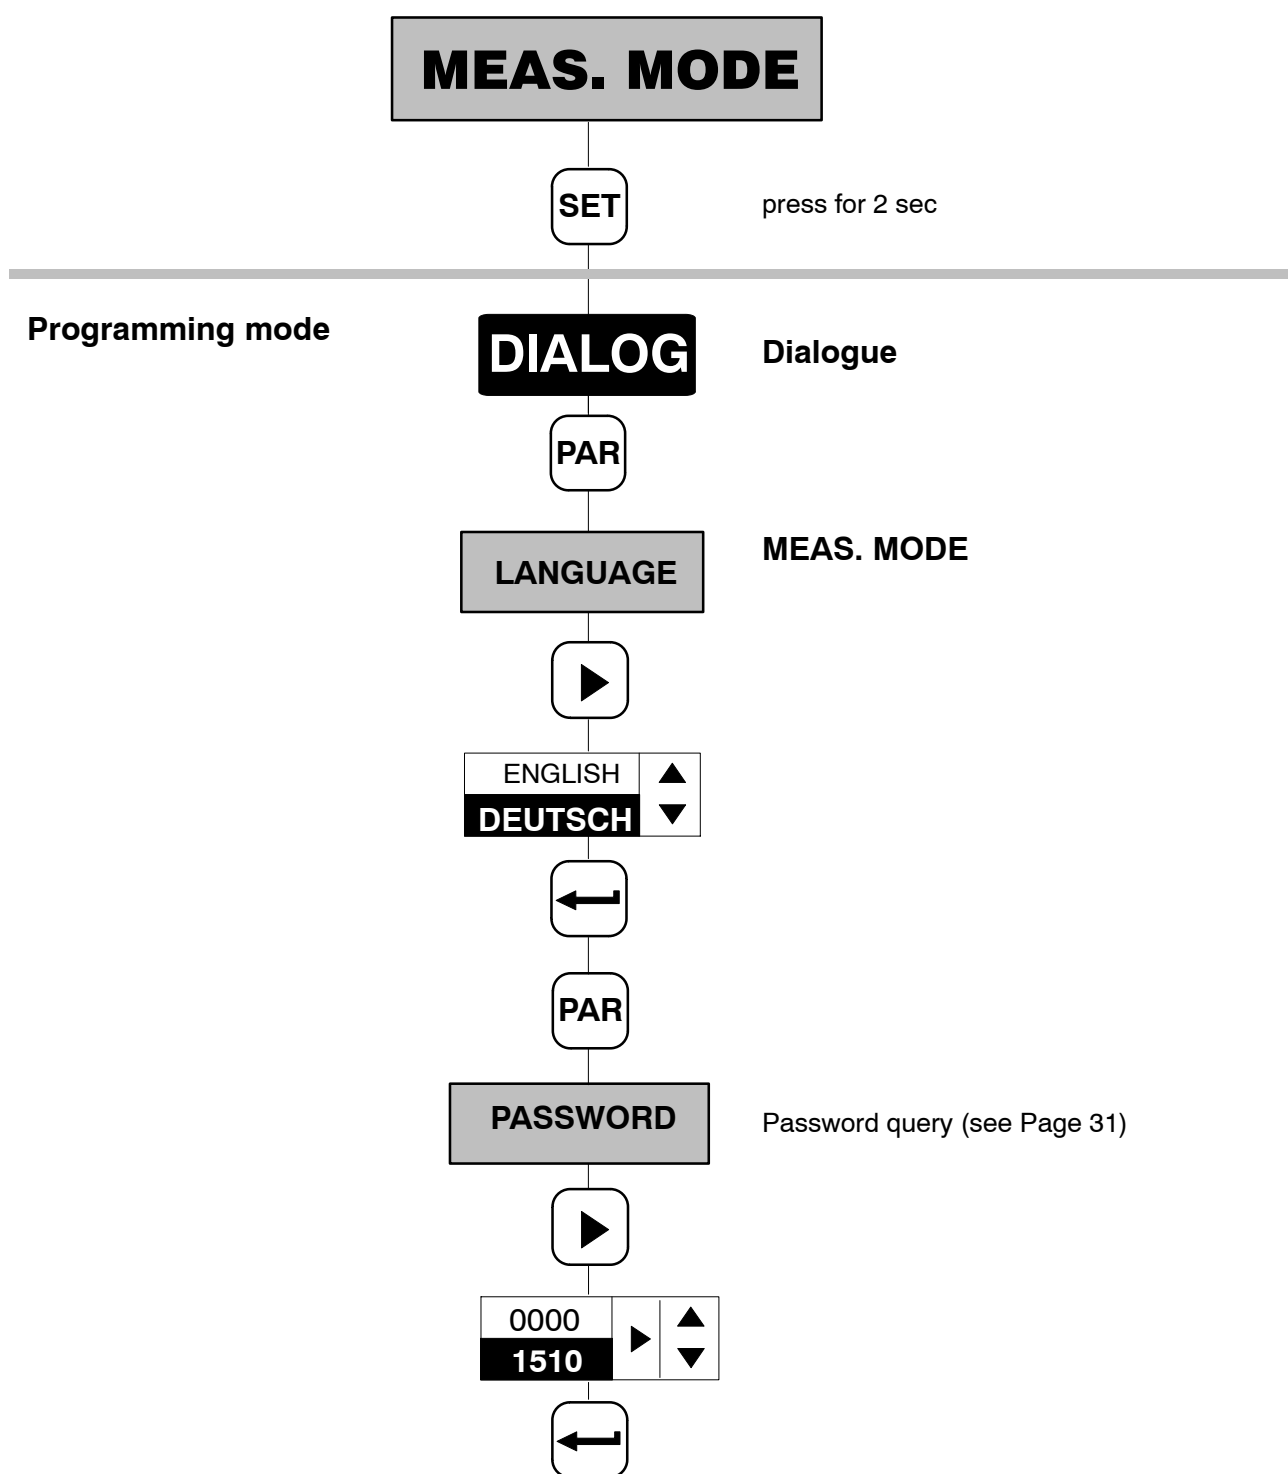 MEAS. MODE
SET
press for 2 sec
Programming mode
DIALOG
Dialogue
PAR
LANGUAGE
MEAS. MODE
ENGLISH
DEUTSCH
PAR
PASSWORD
Password query (see Page 31)
0000
1510